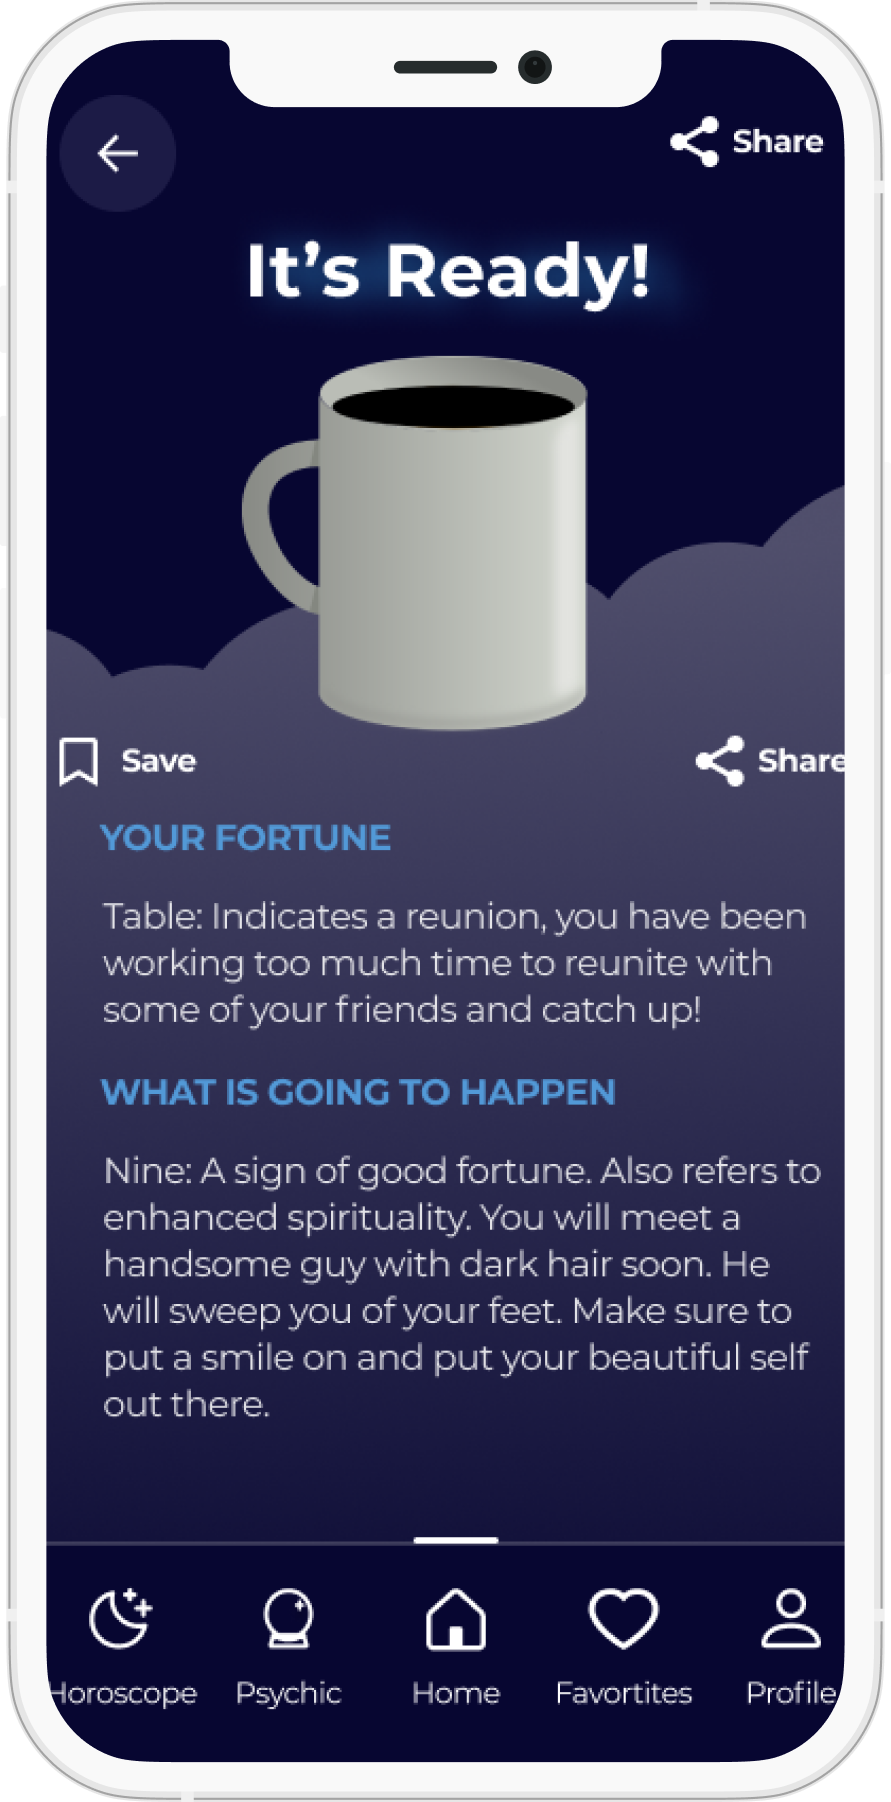 Share
It's Ready!
Save
Share
YOUR FORTUNE
Table: Indicates a reunion, you have been
working too much time to reunite with
some of your friends and catch up!
WHAT IS GOING TO HAPPEN
Nine: A sign of good fortune. Also refers to
enhanced spirituality. You will meet a
handsome guy with dark hair soon. He
will sweep you of your feet. Make sure to
put a smile on and put your beautiful self
out there.
Horoscope
Psychic
Home
Favortites
Profile